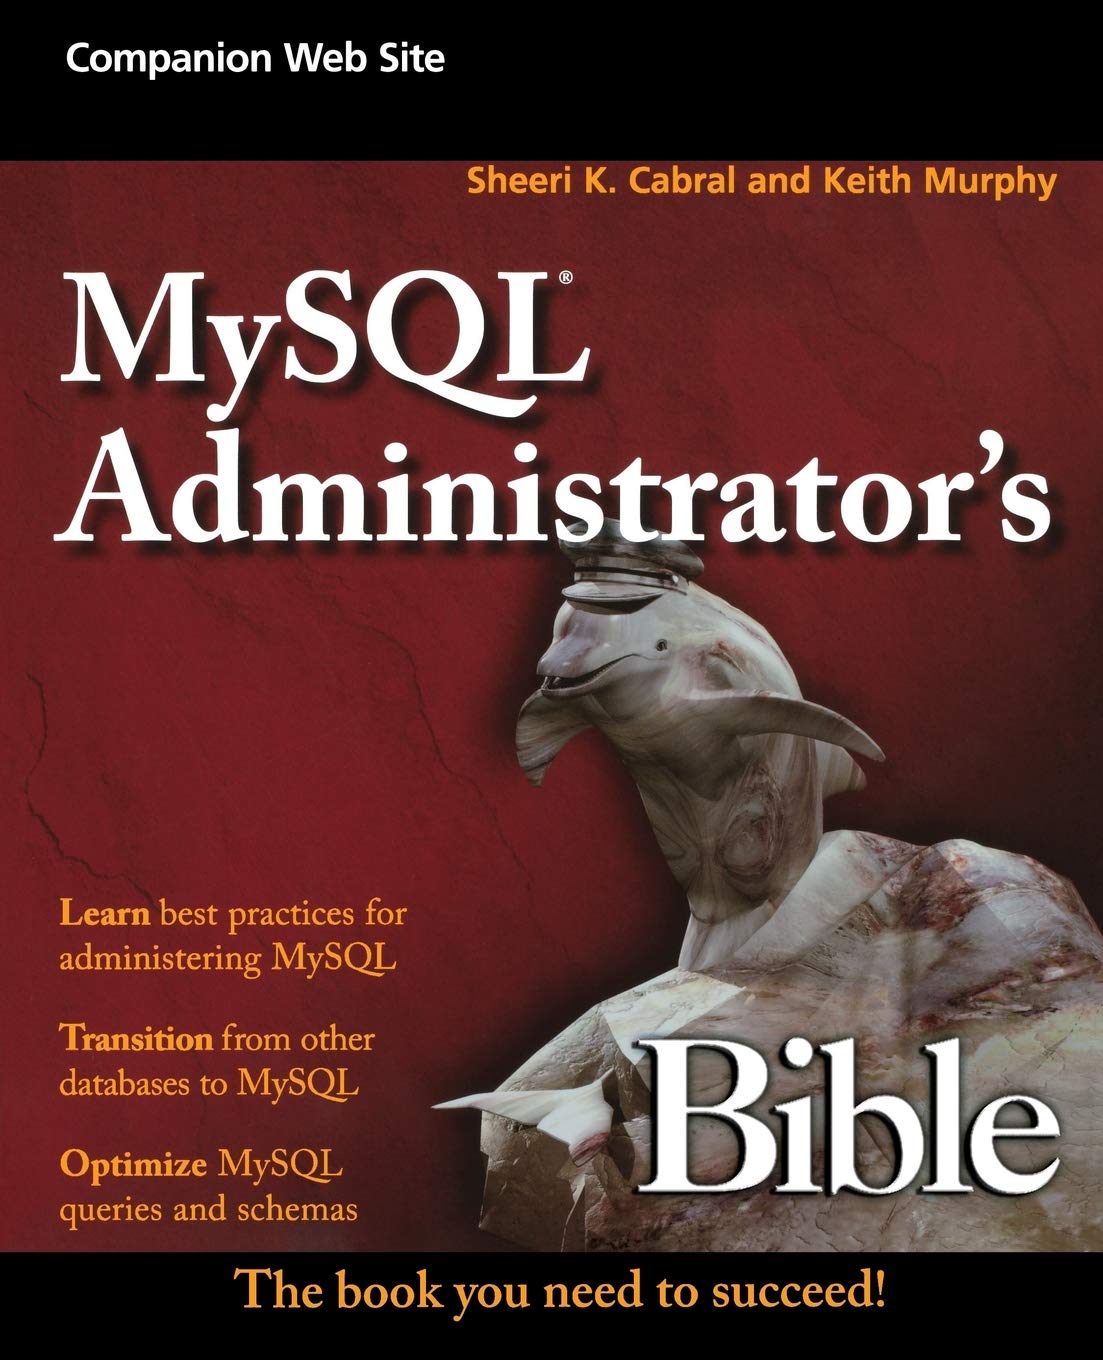 Companion Web Site
Sheeri K. Cabral and Keith Murphy
MySQL®
Administrator's
Learn best practices for
administering MySQL
Transition from other
databases to MySQL
Optimize MySQL
queries and schemas
Bible
The book you need to succeed!